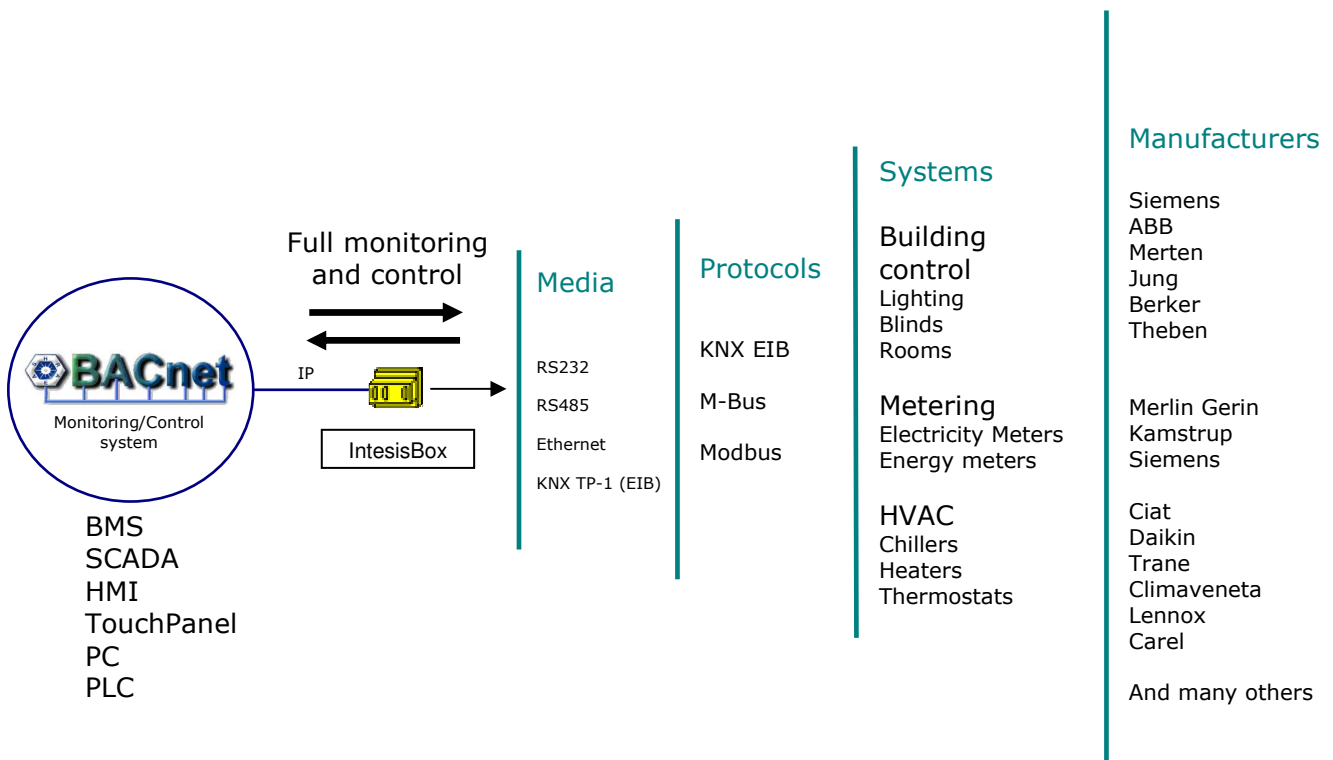 Full monitoring
and control
BACnet
Monitoring/Control
system
IP
IntesisBox
BMS
SCADA
HMI
TouchPanel
PC
PLC
Media
RS232
RS485
Ethernet
KNX TP-1 (EIB)
Protocols
KNX EIB
M-Bus
Modbus
Systems
Building
control
Lighting
Blinds
Rooms
Metering
Electricity Meters
Energy meters
HVAC
Chillers
Heaters
Thermostats
Manufacturers
Siemens
ABB
Merten
Jung
Berker
Theben
Merlin Gerin
Kamstrup
Siemens
Ciat
Daikin
Trane
Climaveneta
Lennox
Carel
And many others